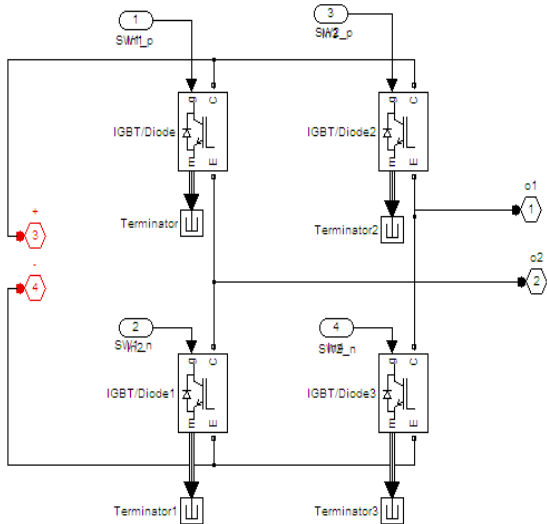 1
3
g
C
m
E
IGBT/Diode
g
C
m
E
IGBT/Diode2
Terminator
Terminator2
+
3
-
4
o1
1
o2
2
2
4
g
C
m
E
IGBT/Diode1
g
C
m
E
IGBT/Diode3
Terminator1
Terminator3